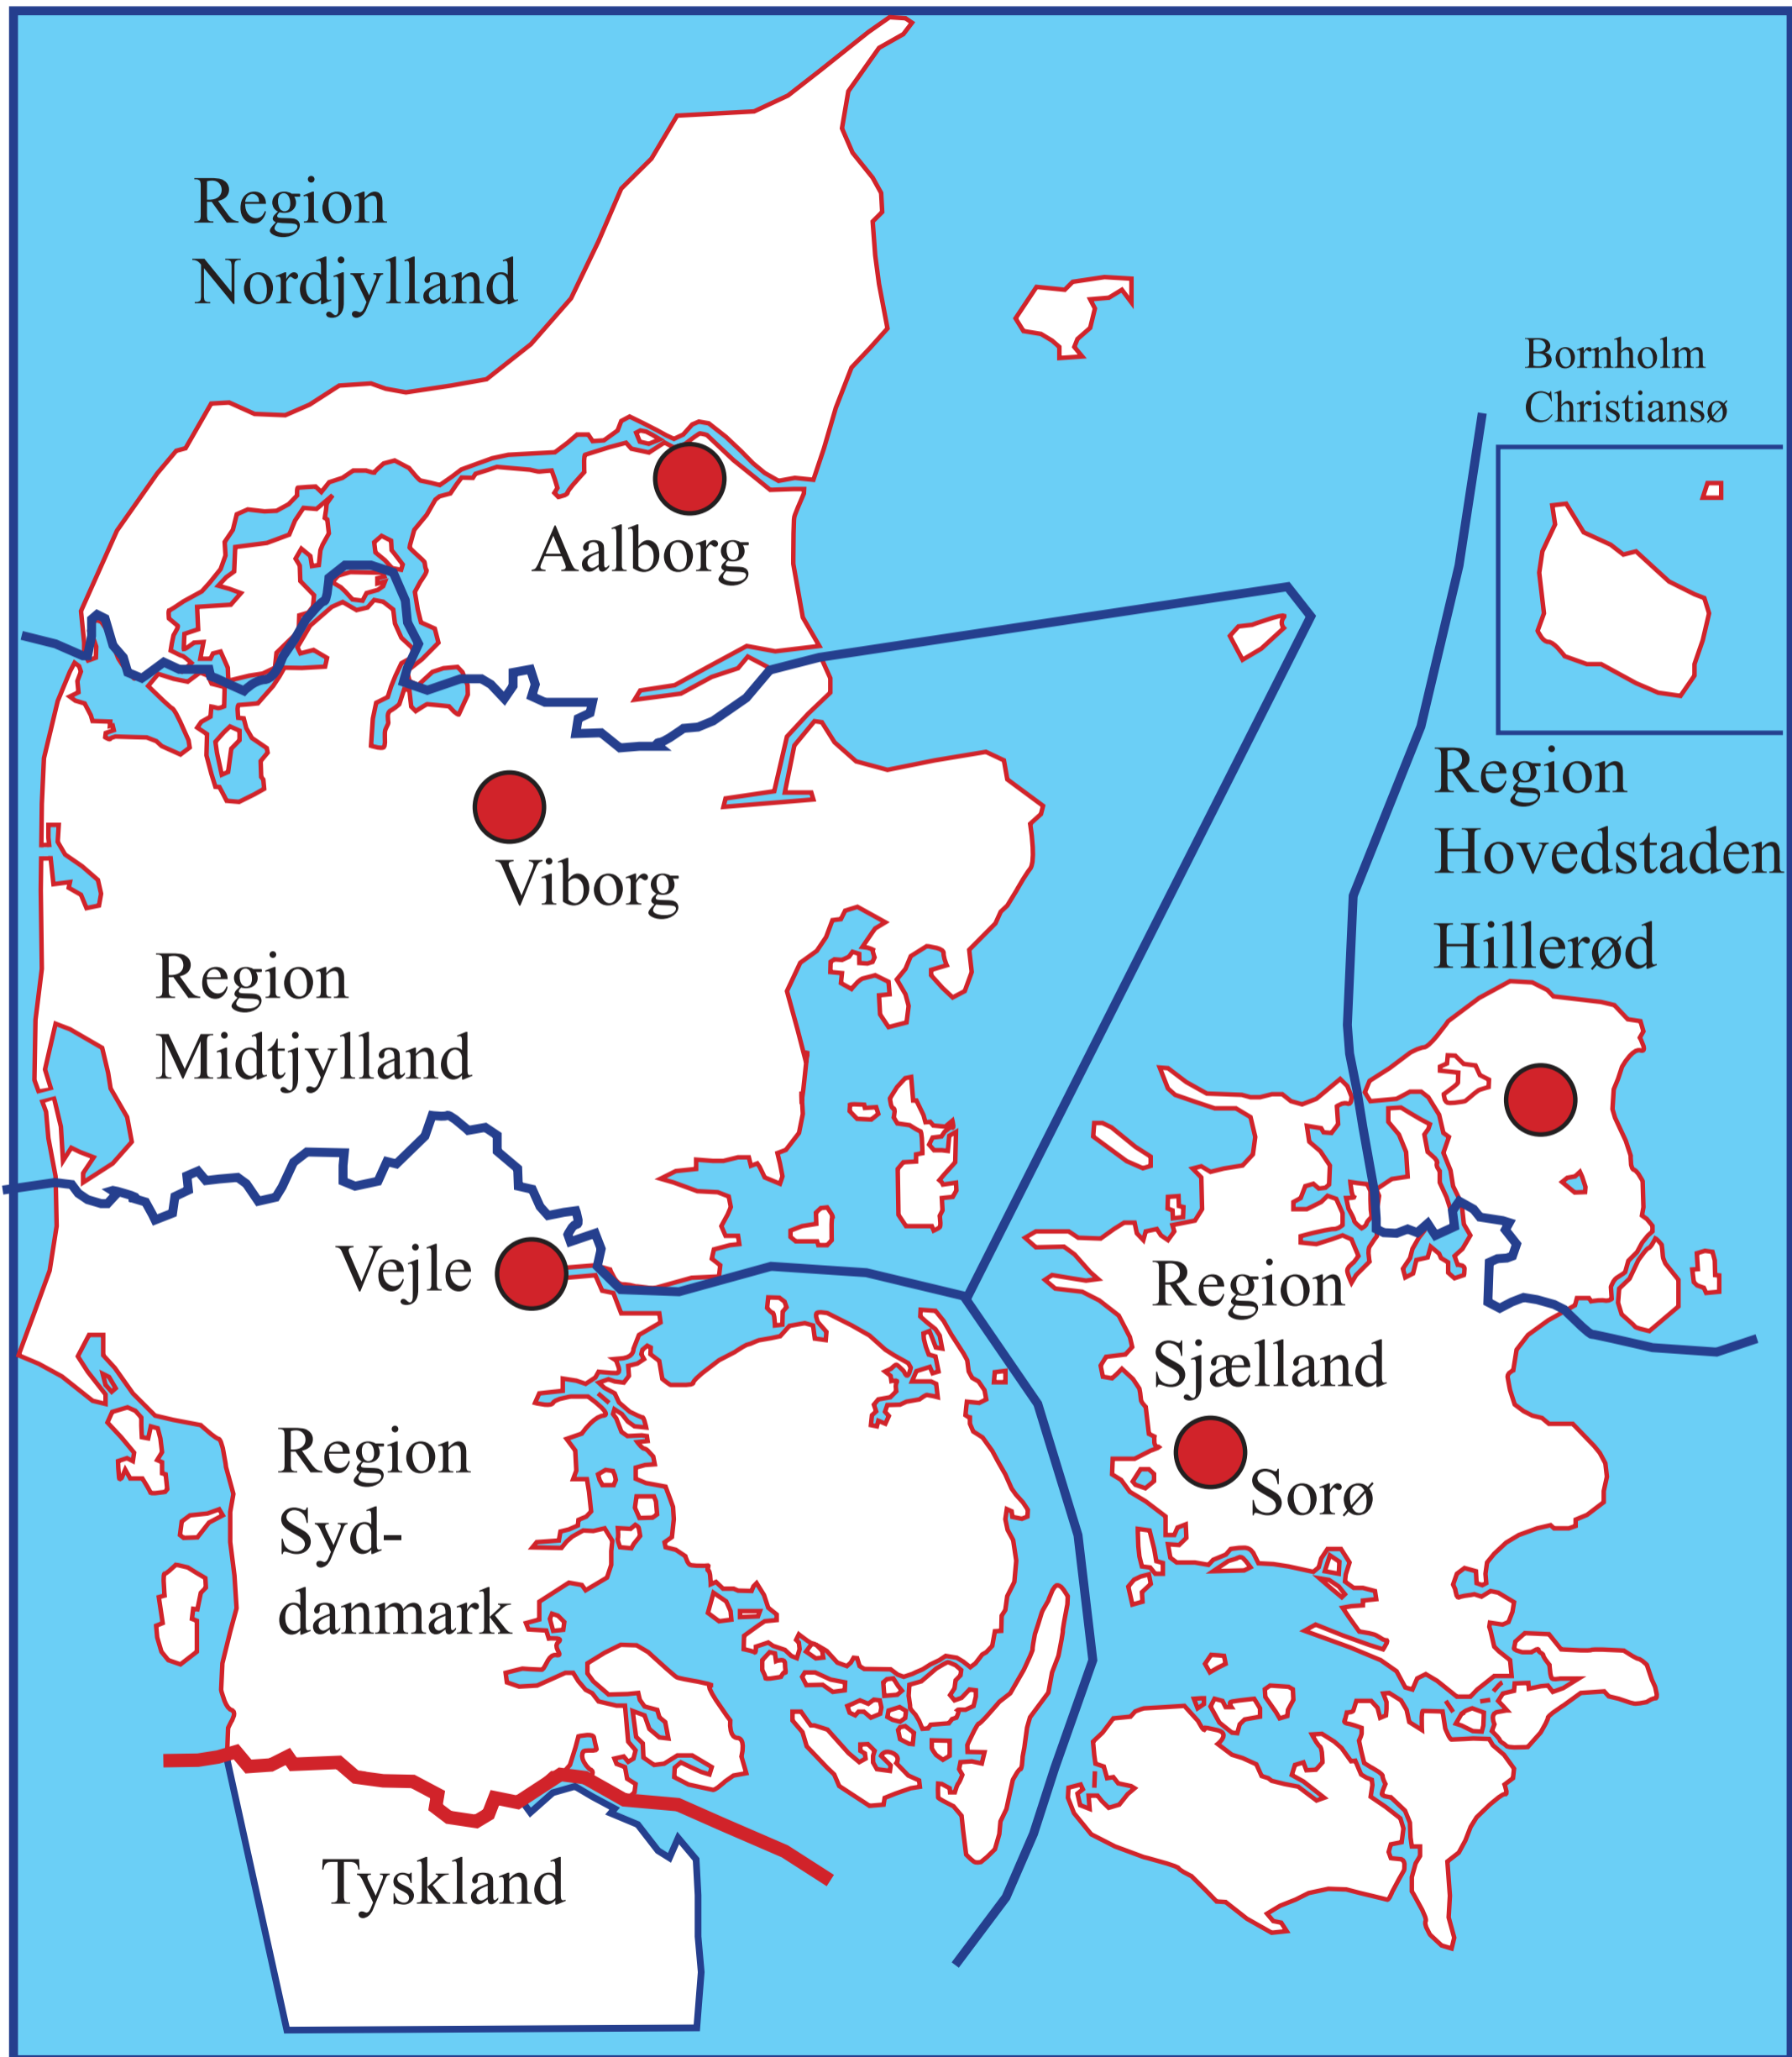 Region
Nordjylland
Bornholm
Christiansø
Aalborg
Region
Hovedstaden
Hillerød
Viborg
Region
Midtjylland
Vejle
Region
Sjælland
Region
Syd-
danmark
Sorø
Tyskland